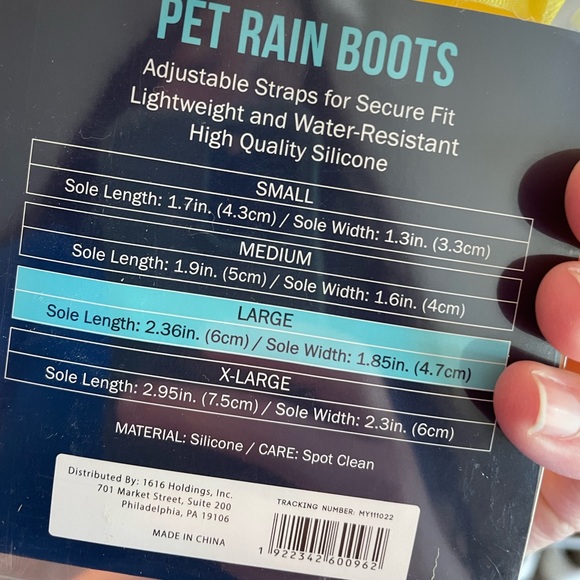 PET RAIN BOOTS
Adjustable Straps for Secure Fit
Lightweight and Water-Resistant
High Quality Silicone
SMALL
Sole Length: 1.7in. (4.3cm) / Sole Width: 1.3in. (3.3cm)
MEDIUM
Sole Length: 1.9in. (5cm) / Sole Width: 1.6in. (4cm)
LARGE
Sole Length: 2.36in. (6cm) / Sole Width: 1.85in. (4.7cm)
X-LARGE
Sole Length: 2.95in. (7.5cm) / Sole Width: 2.3in. (6cm)
MATERIAL: Silicone / CARE: Spot Clean
Distributed By: 1616 Holdings, Inc.
701 Market Street, Suite 200
Philadelphia, PA 19106
MADE IN CHINA
TRACKING NUMBER: MY111022
1 922342 600962